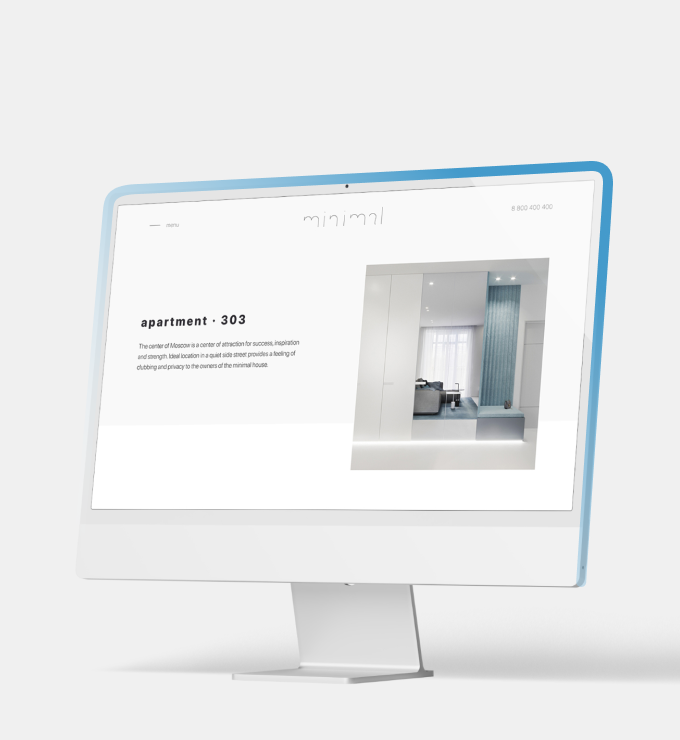 menu
minimal
8 800 400 400
apartment · 303
The center of Moscow is a center of attraction for success, inspiration
and strength. Ideal location in a quiet side street provides a feeling of
clubbing and privacy to the owners of the minimal house.